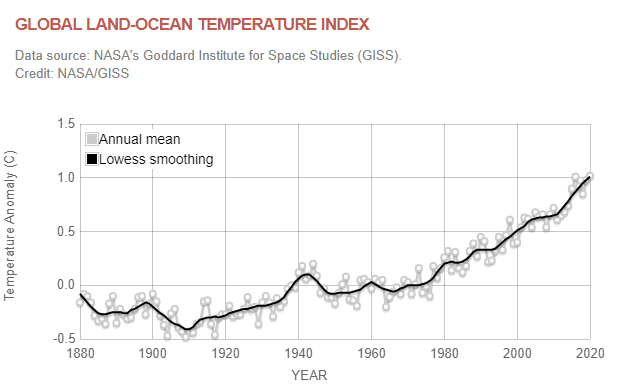 GLOBAL LAND-OCEAN TEMPERATURE INDEX
Data source: NASA's Goddard Institute for Space Studies (GISS).
Credit: NASA/GISS
1.5
Annual mean
Lowess smoothing
1.0
0.5
0.0
-0.5
Temperature Anomaly (C)
1880 1900 1920 1940 1960 1980 2000 2020
YEAR